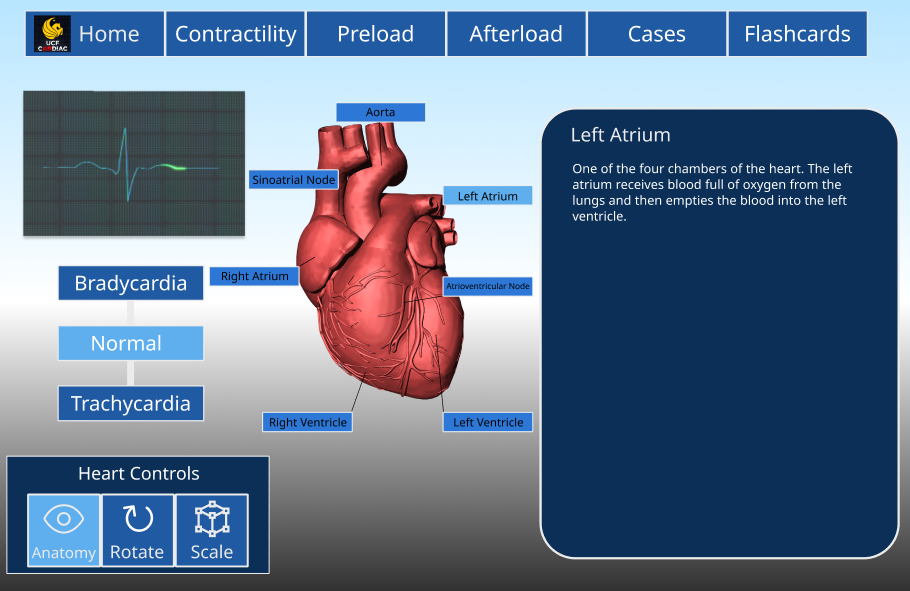 UCF
CARDIAC
Home
Contractility
Preload
Afterload
Cases
Flashcards
Aorta
Sinoatrial Node
Left Atrium
Right Atrium
Atrioventricular Node
Right Ventricle
Left Ventricle
Bradycardia
Normal
Trachycardia
Heart Controls
Anatomy
Rotate
Scale
Left Atrium
One of the four chambers of the heart. The left
atrium receives blood full of oxygen from the
lungs and then empties the blood into the left
ventricle.